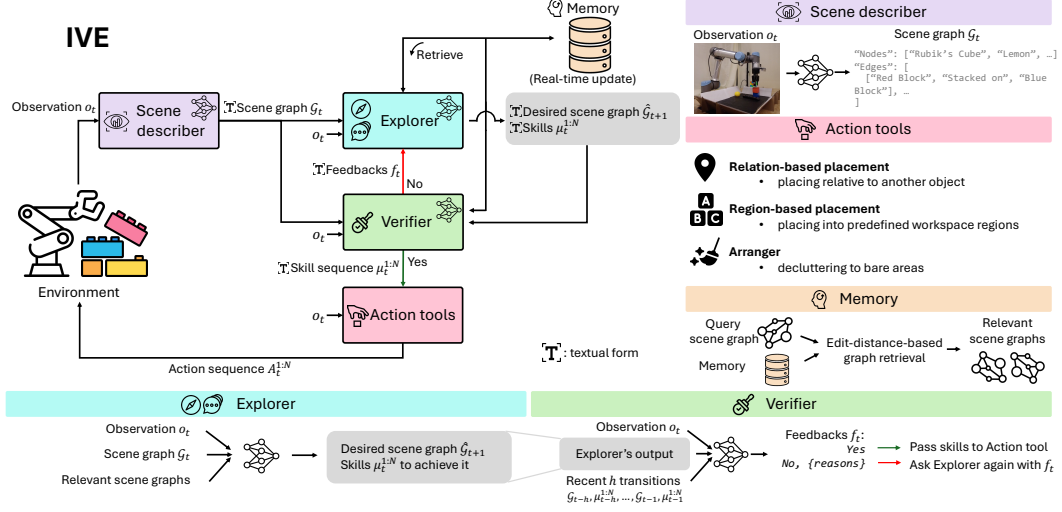 IVE
Observation o_t
Scene describer
[T] Scene graph 𝒢_t
o_t
Explorer
Retrieve
Memory
(Real-time update)
[T] Desired scene graph 𝒢̂_{t+1}
[T] Skills μ_t^{1:N}
[T] Feedbacks f_t
No
o_t
Verifier
[T] Skill sequence μ_t^{1:N}
Yes
o_t
Action tools
Environment
Action sequence A_t^{1:N}
[T] : textual form
Scene describer
Observation o_t
Scene graph 𝒢_t
"Nodes": ["Rubik's Cube", "Lemon", …]
"Edges": [
["Red Block", "Stacked on", "Blue
Block"], …
]
Action tools
Relation-based placement
• placing relative to another object
A
B C
Region-based placement
• placing into predefined workspace regions
Arranger
• decluttering to bare areas
Memory
Query
scene graph
Memory
Edit-distance-based
graph retrieval
Relevant
scene graphs
Explorer
Observation o_t
Scene graph 𝒢_t
Relevant scene graphs
Desired scene graph 𝒢̂_{t+1}
Skills μ_t^{1:N} to achieve it
Verifier
Observation o_t
Explorer's output
Recent h transitions
𝒢_{t-h}, μ_{t-h}^{1:N}, …, 𝒢_{t-1}, μ_{t-1}^{1:N}
Feedbacks f_t:
Yes
No, {reasons}
Pass skills to Action tool
Ask Explorer again with f_t